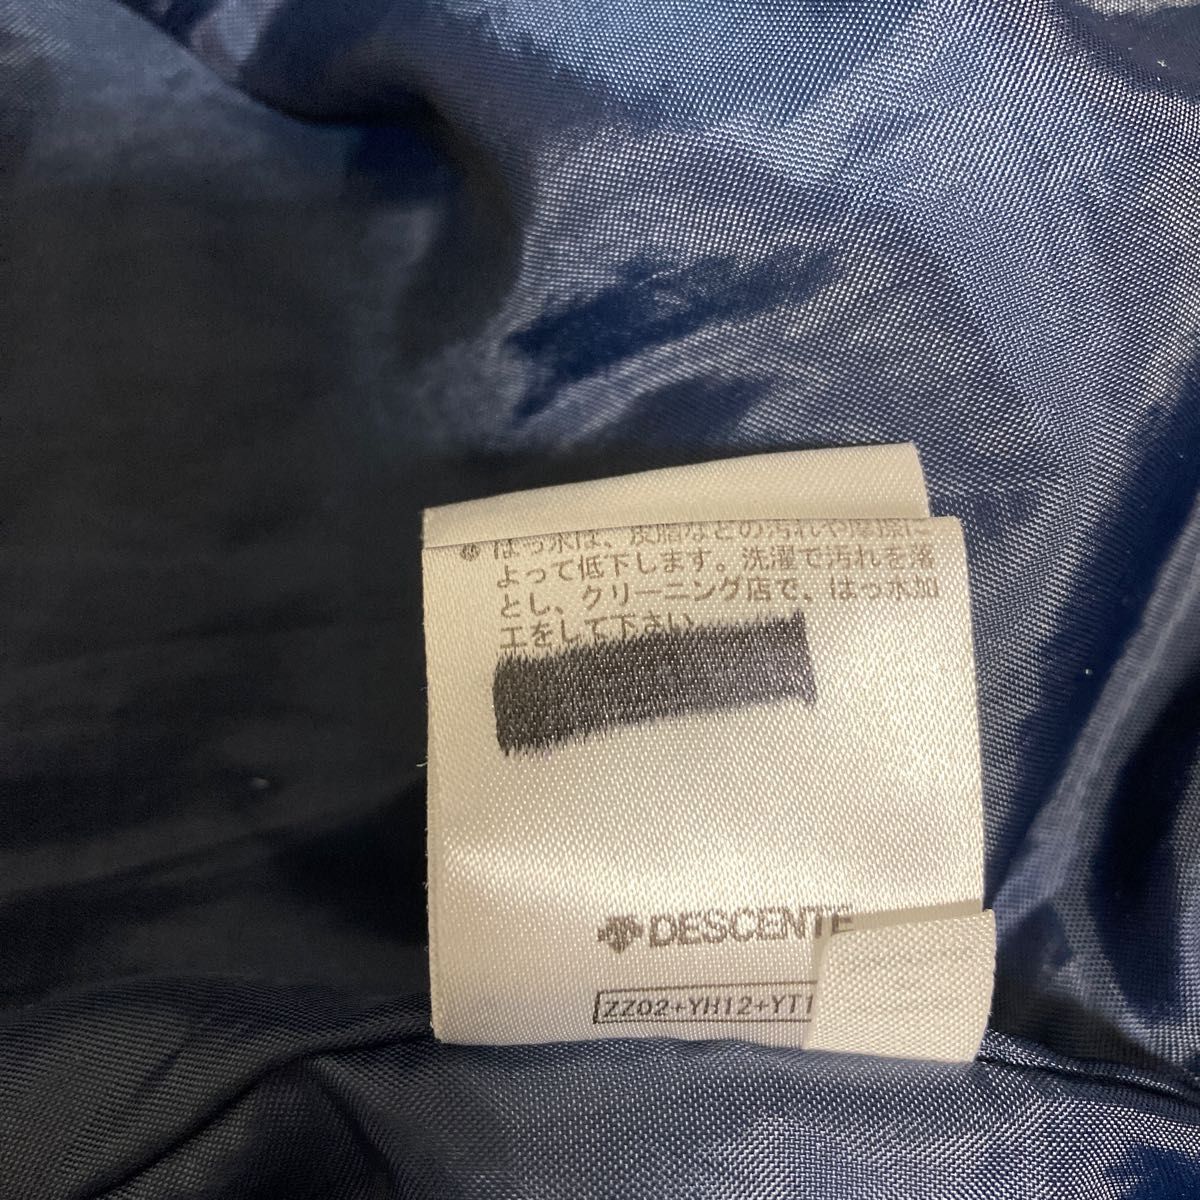 ● はっ水は、皮脂などの汚れや摩擦に
よって低下します。洗濯で汚れを落
とし、クリーニング店で、はっ水加
工をして下さい。
DESCENTE
ZZ02+YH12+YT1